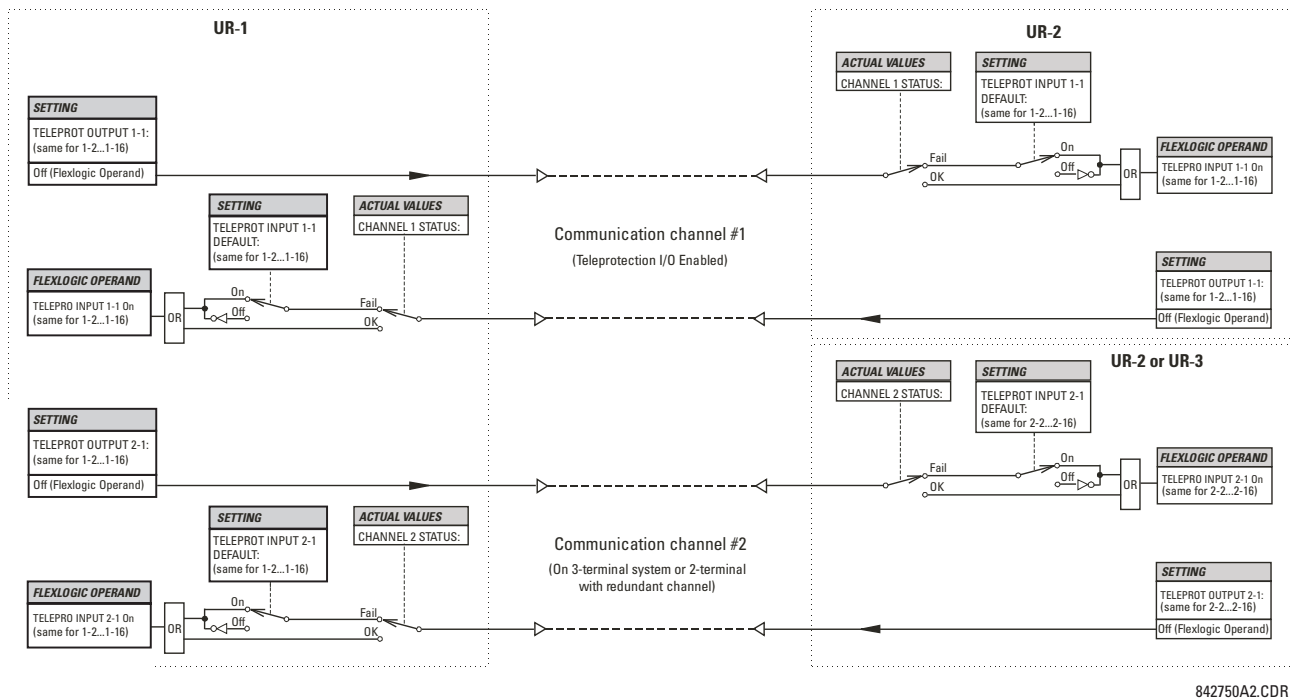 UR-1
SETTING
TELEPROT OUTPUT 1-1:
(same for 1-2...1-16)
Off (Flexlogic Operand)
SETTING
TELEPROT INPUT 1-1
DEFAULT:
(same for 1-2...1-16)
ACTUAL VALUES
CHANNEL 1 STATUS:
FLEXLOGIC OPERAND
TELEPRO INPUT 1-1 On
(same for 1-2...1-16)
OR
On
Off
Fail
OK
Communication channel #1
(Teleprotection I/O Enabled)
UR-2
ACTUAL VALUES
CHANNEL 1 STATUS:
SETTING
TELEPROT INPUT 1-1
DEFAULT:
(same for 1-2...1-16)
Fail
OK
On
Off
OR
FLEXLOGIC OPERAND
TELEPRO INPUT 1-1 On
(same for 1-2...1-16)
SETTING
TELEPROT OUTPUT 1-1:
(same for 1-2...1-16)
Off (Flexlogic Operand)
SETTING
TELEPROT OUTPUT 2-1:
(same for 1-2...1-16)
Off (Flexlogic Operand)
SETTING
TELEPROT INPUT 2-1
DEFAULT:
(same for 1-2...1-16)
ACTUAL VALUES
CHANNEL 2 STATUS:
FLEXLOGIC OPERAND
TELEPRO INPUT 2-1 On
(same for 1-2...1-16)
OR
On
Off
Fail
OK
Communication channel #2
(On 3-terminal system or 2-terminal
with redundant channel)
UR-2 or UR-3
ACTUAL VALUES
CHANNEL 2 STATUS:
SETTING
TELEPROT INPUT 2-1
DEFAULT:
(same for 2-2...2-16)
Fail
OK
On
Off
OR
FLEXLOGIC OPERAND
TELEPRO INPUT 2-1 On
(same for 2-2...2-16)
SETTING
TELEPROT OUTPUT 2-1:
(same for 2-2...2-16)
Off (Flexlogic Operand)
842750A2.CDR